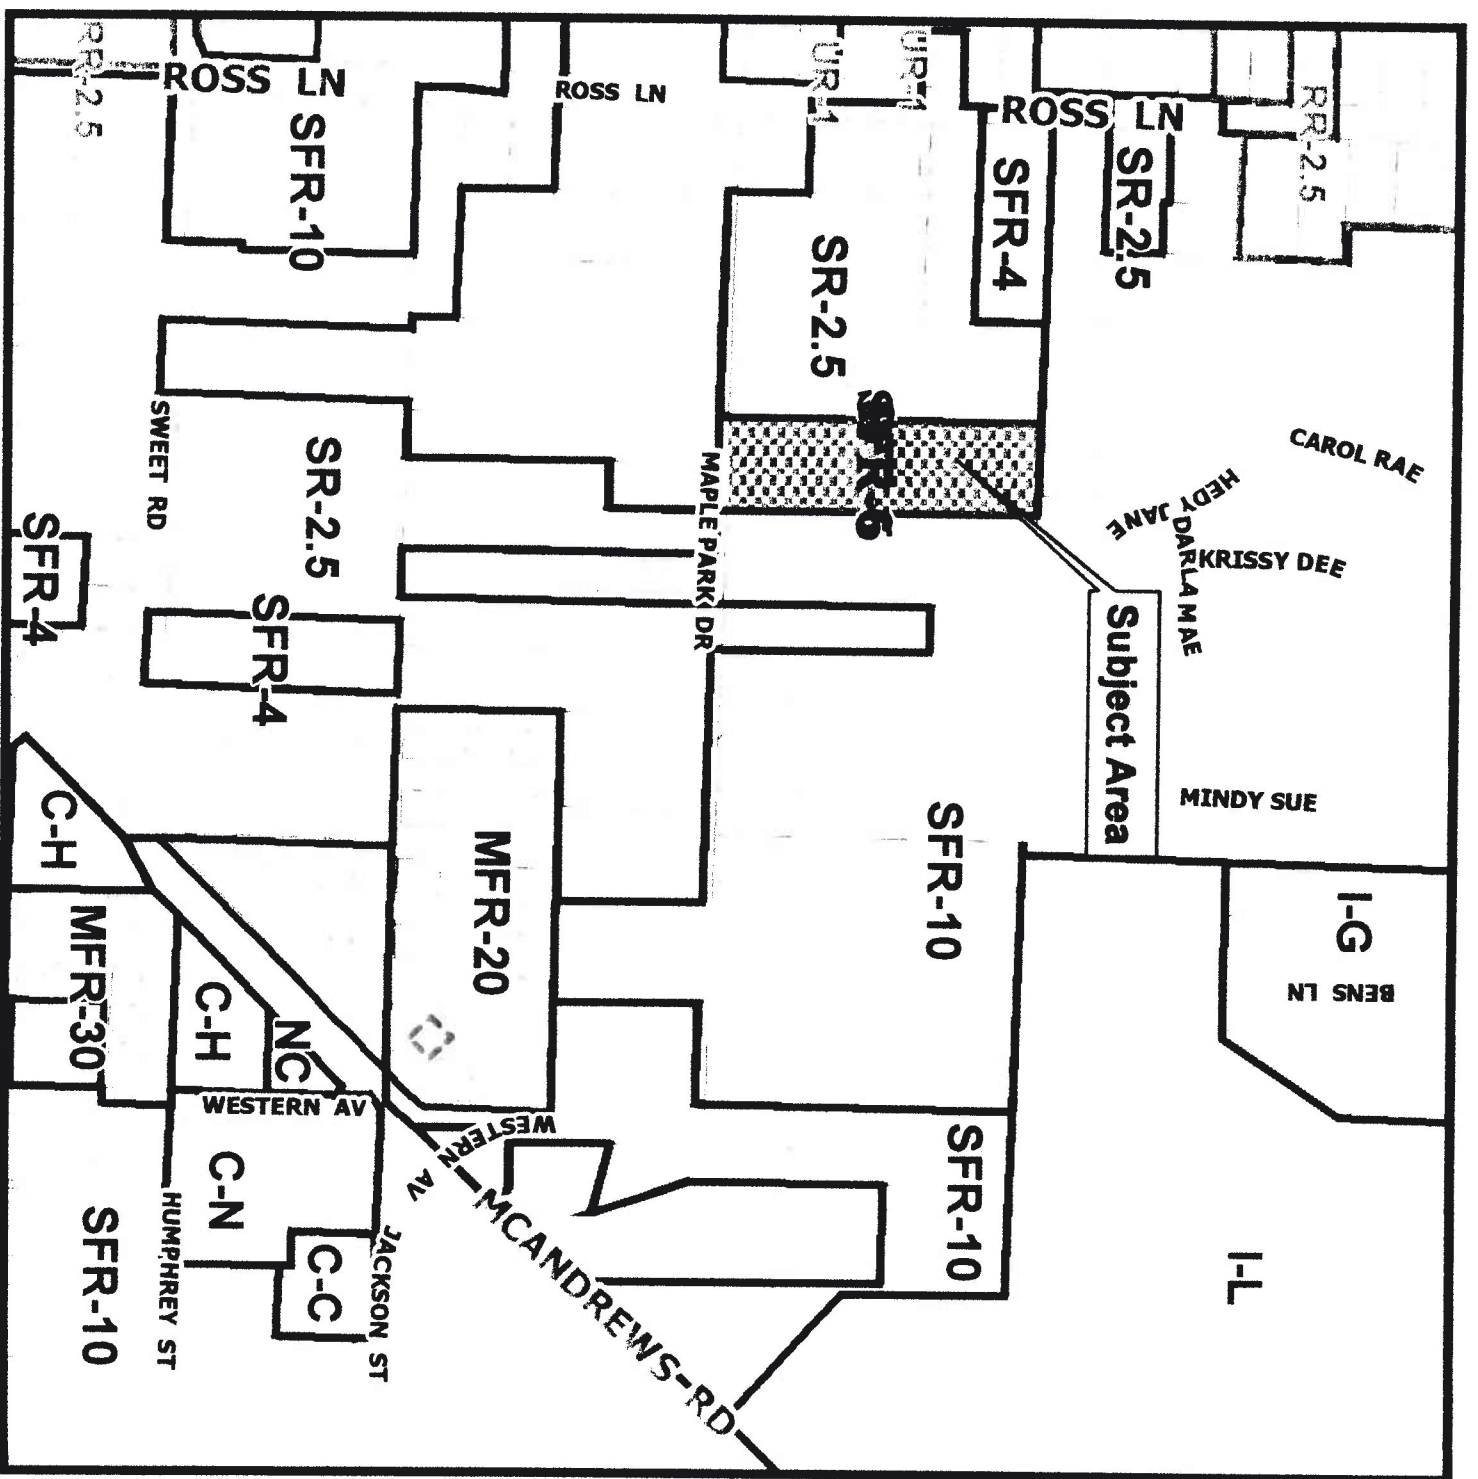 RR-2.5
ROSS LN
SFR-10
ROSS LN
UR-1
UR-1
ROSS LN
SFR-4
SR-2.5
RR-2.5
SR-2.5
CAROL RAE
HEDY JANE
DARLA MAE
KRISSY DEE
MINDY SUE
Subject Area
MAPLE PARK DR
SWEET RD
SR-2.5
SFR-4
SFR-4
C-H
MFR-20
SFR-10
I-G
BENS LN
MFR-30
C-H
NC
WESTERN AV
WESTERN AV
C-N
C-C
HUMPHREY ST
JACKSON ST
SFR-10
MCANDREWS-RD
SFR-10
I-L